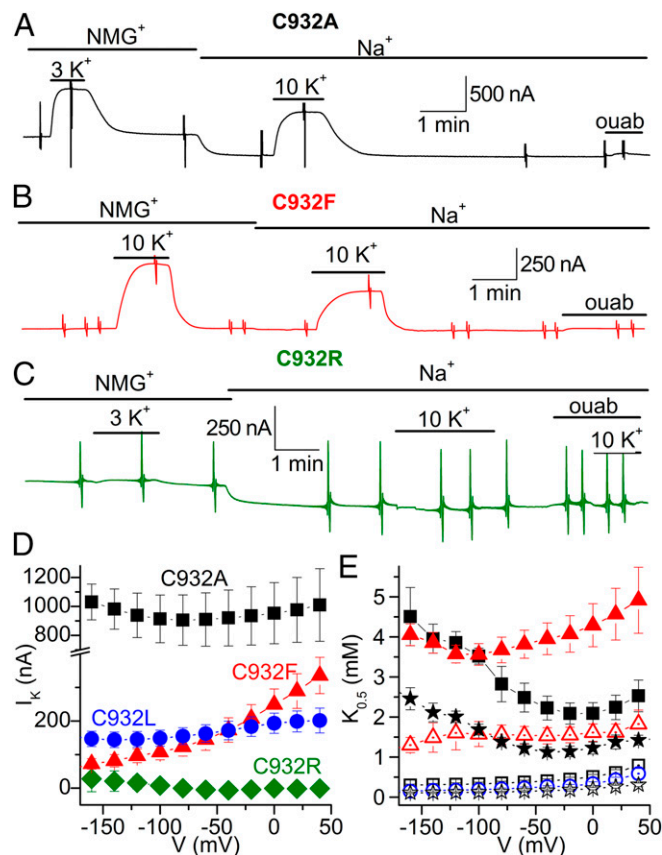 A
C932A
NMG+
Na+
3 K+
10 K+
500 nA
1 min
ouab
B
C932F
NMG+
Na+
10 K+
10 K+
250 nA
1 min
ouab
C
C932R
NMG+
Na+
3 K+
250 nA
1 min
10 K+
ouab
10 K+
D
C932A
C932F
C932L
C932R
1200
1000
800
200
0
IK (nA)
-150 -100 -50 0 50
V (mV)
E
5
4
3
2
1
0
K0.5 (mM)
-150 -100 -50 0 50
V (mV)